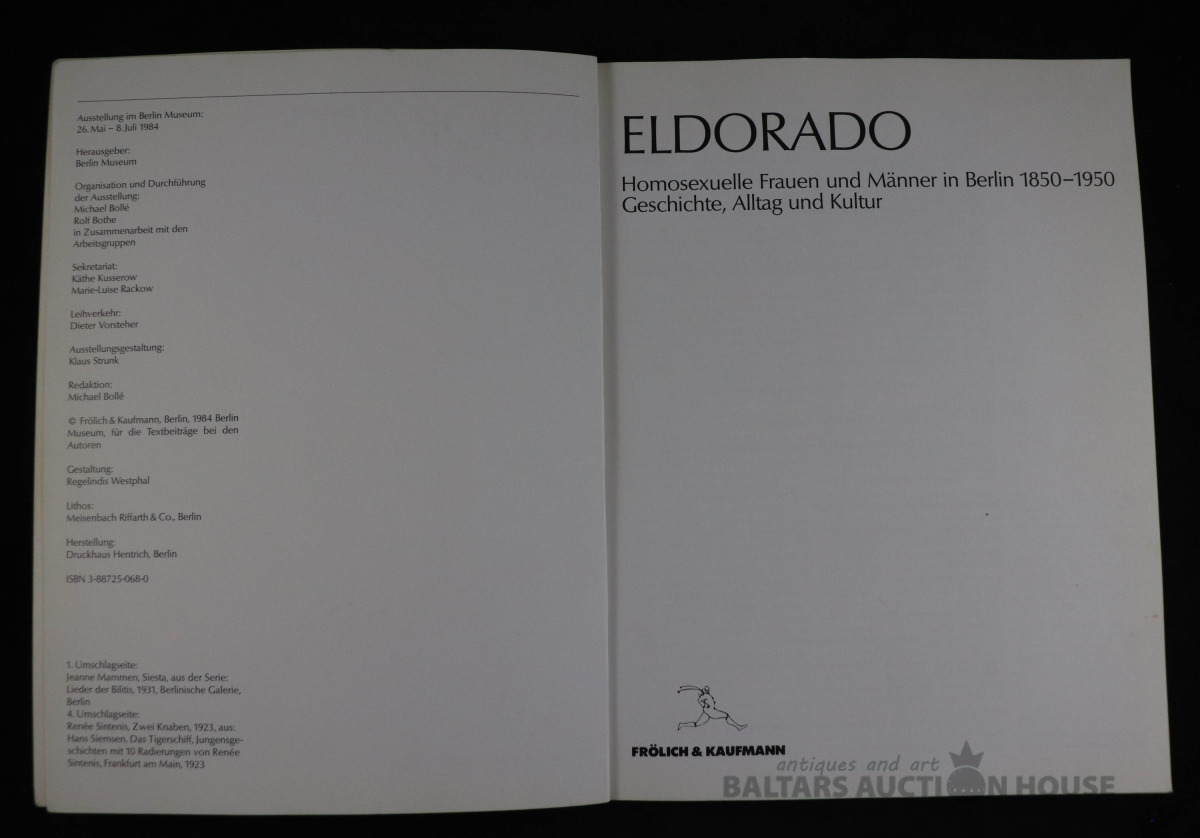 Ausstellung im Berlin Museum:
26. Mai – 8. Juli 1984
Herausgeber:
Berlin Museum
Organisation und Durchführung
der Ausstellung:
Michael Bollé
Rolf Bothe
in Zusammenarbeit mit den
Arbeitsgruppen
Sekretariat:
Käthe Kusserow
Marie-Luise Rackow
Leihverkehr:
Dieter Vorsteher
Ausstellungsgestaltung:
Klaus Strunk
Redaktion:
Michael Bollé
© Frölich & Kaufmann, Berlin, 1984 Berlin
Museum, für die Textbeiträge bei den
Autoren
Gestaltung:
Regelindis Westphal
Lithos:
Meisenbach Riffarth & Co., Berlin
Herstellung:
Druckhaus Hentrich, Berlin
ISBN 3-88725-068-0
1. Umschlagseite:
Jeanne Mammen, Siesta, aus der Serie:
Lieder der Bilitis, 1931, Berlinische Galerie,
Berlin
4. Umschlagseite:
Renée Sintenis, Zwei Knaben, 1923, aus:
Hans Siemsen, Das Tigerschiff, Jungensge-
schichten mit 10 Radierungen von Renée
Sintenis, Frankfurt am Main, 1923
ELDORADO
Homosexuelle Frauen und Männer in Berlin 1850–1950
Geschichte, Alltag und Kultur
FRÖLICH & KAUFMANN
antiques and art
BALTARS AUCTION HOUSE